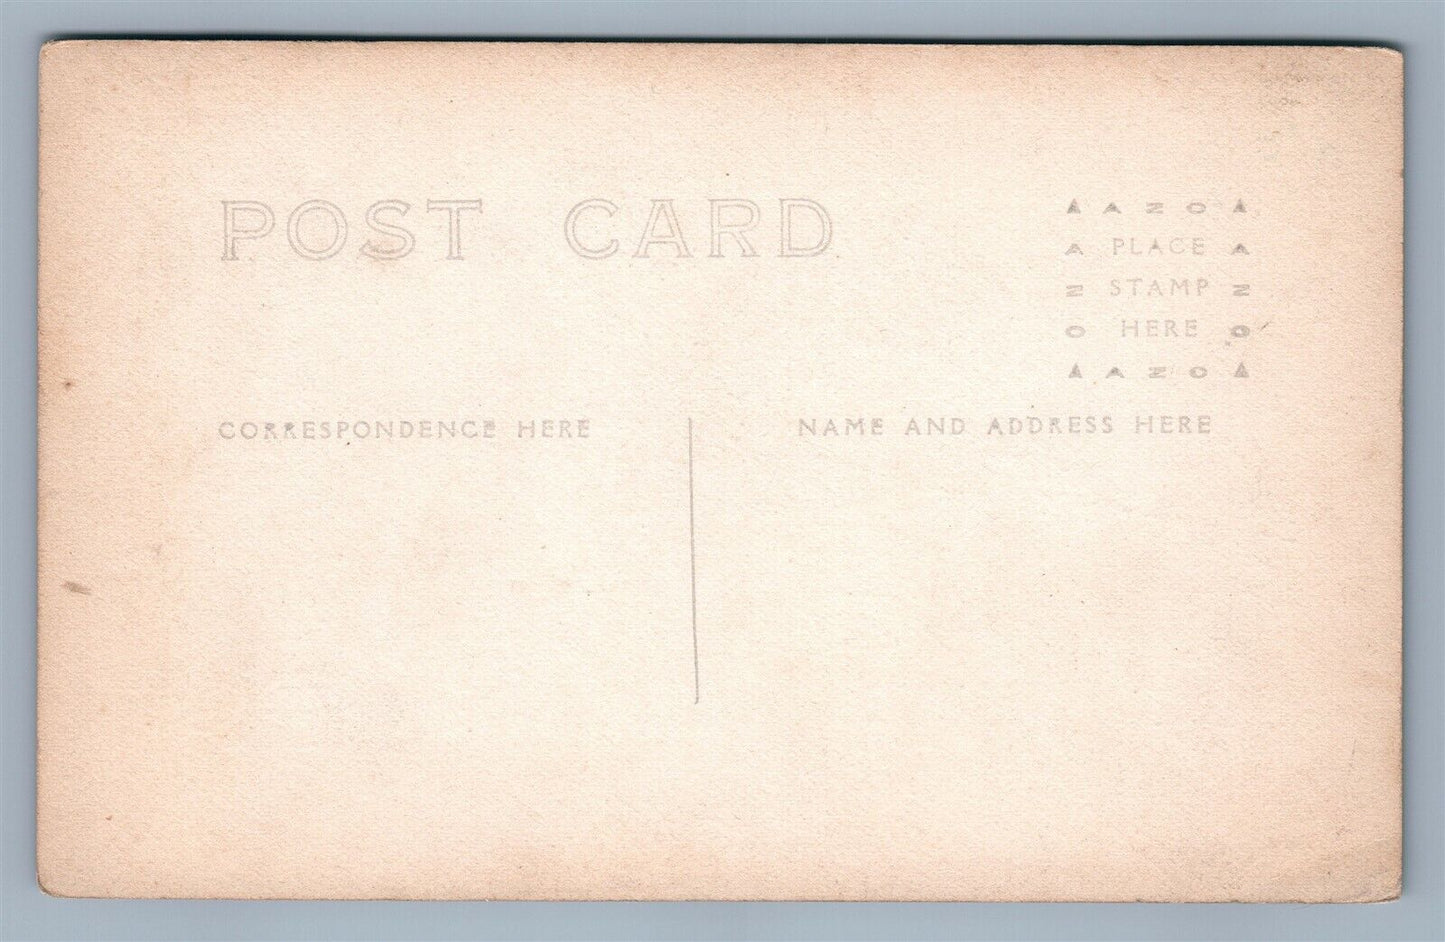 POST CARD
▲ AZO ▲
A PLACE A
Z STAMP Z
O HERE O
▲ AZO ▲
CORRESPONDENCE HERE
NAME AND ADDRESS HERE